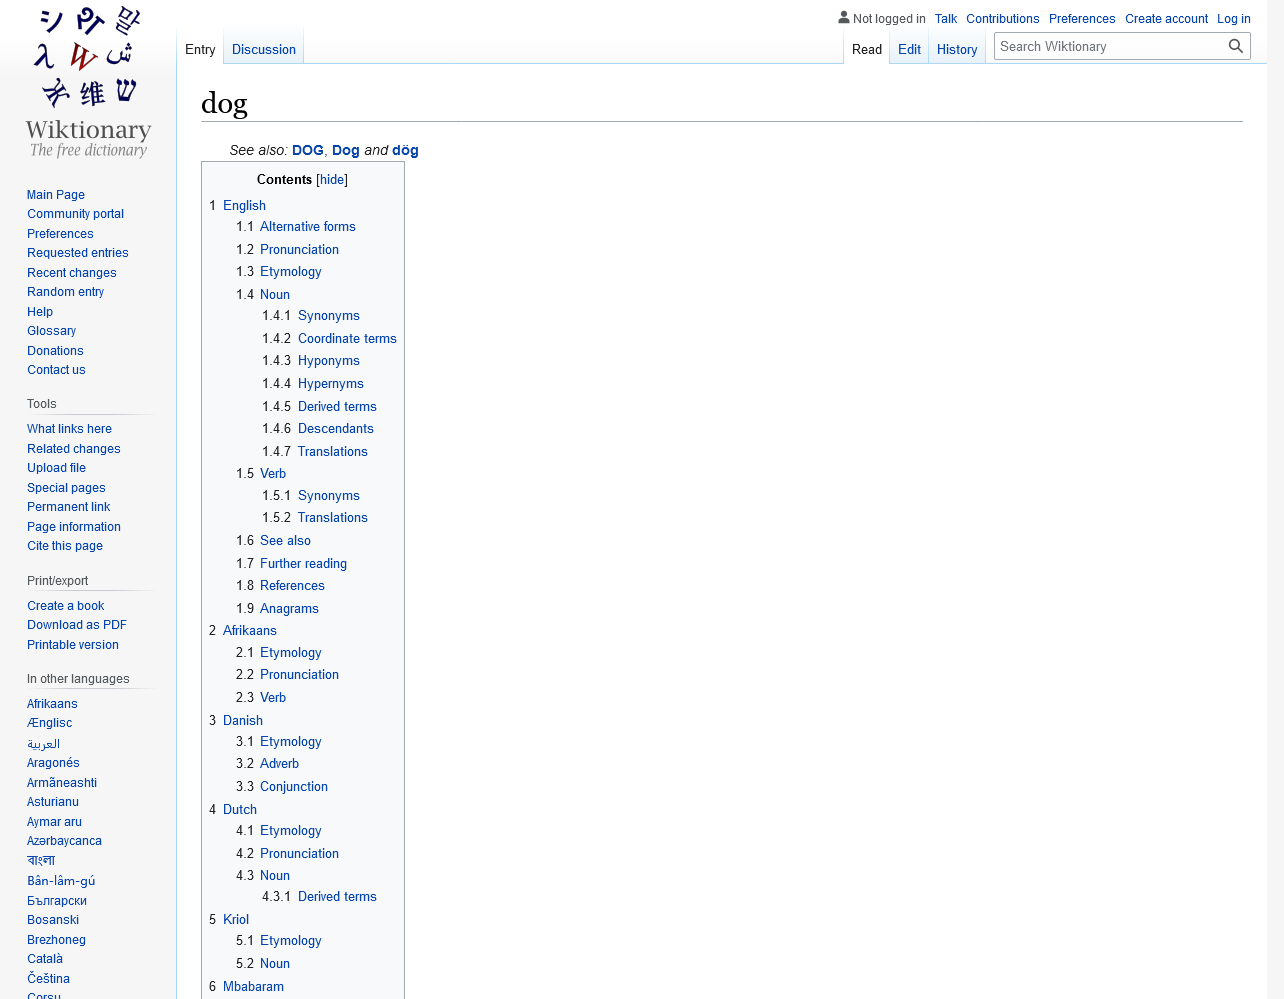 Not logged in Talk Contributions Preferences Create account Log in
Entry Discussion Read Edit History Search Wiktionary
シ 말
λ W ش
维 ש
Wiktionary
The free dictionary
Main Page
Community portal
Preferences
Requested entries
Recent changes
Random entry
Help
Glossary
Donations
Contact us
Tools
What links here
Related changes
Upload file
Special pages
Permanent link
Page information
Cite this page
Print/export
Create a book
Download as PDF
Printable version
In other languages
Afrikaans
Ænglisc
العربية
Aragonés
Armãneashti
Asturianu
Aymar aru
Azərbaycanca
বাংলা
Bân-lâm-gú
Български
Bosanski
Brezhoneg
Català
Čeština
Corsu
dog
See also: DOG, Dog and dög
Contents [hide]
1 English
1.1 Alternative forms
1.2 Pronunciation
1.3 Etymology
1.4 Noun
1.4.1 Synonyms
1.4.2 Coordinate terms
1.4.3 Hyponyms
1.4.4 Hypernyms
1.4.5 Derived terms
1.4.6 Descendants
1.4.7 Translations
1.5 Verb
1.5.1 Synonyms
1.5.2 Translations
1.6 See also
1.7 Further reading
1.8 References
1.9 Anagrams
2 Afrikaans
2.1 Etymology
2.2 Pronunciation
2.3 Verb
3 Danish
3.1 Etymology
3.2 Adverb
3.3 Conjunction
4 Dutch
4.1 Etymology
4.2 Pronunciation
4.3 Noun
4.3.1 Derived terms
5 Kriol
5.1 Etymology
5.2 Noun
6 Mbabaram